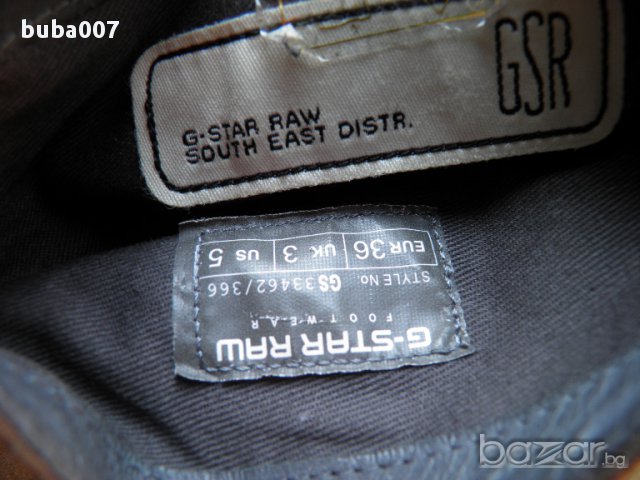 buba007
GSR
G-STAR RAW
SOUTH EAST DISTR.
G-STAR RAW
FOOTWEAR
STYLE No. GS33462/366
EUR 36 UK 3 US 5
bazar.bg